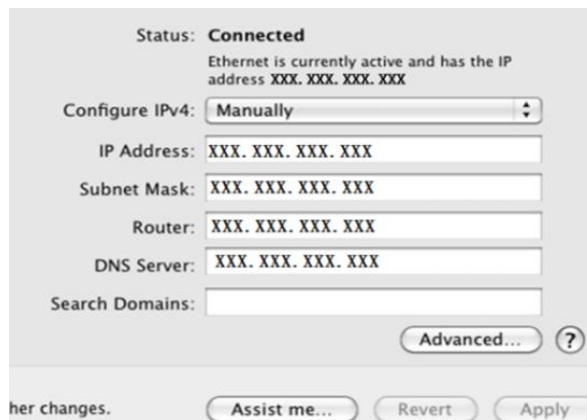 Status: Connected
Ethernet is currently active and has the IP
address XXX. XXX. XXX. XXX
Configure IPv4: Manually
IP Address: XXX. XXX. XXX. XXX
Subnet Mask: XXX. XXX. XXX. XXX
Router: XXX. XXX. XXX. XXX
DNS Server: XXX. XXX. XXX. XXX
Search Domains:
Advanced... ?
her changes. Assist me... Revert Apply